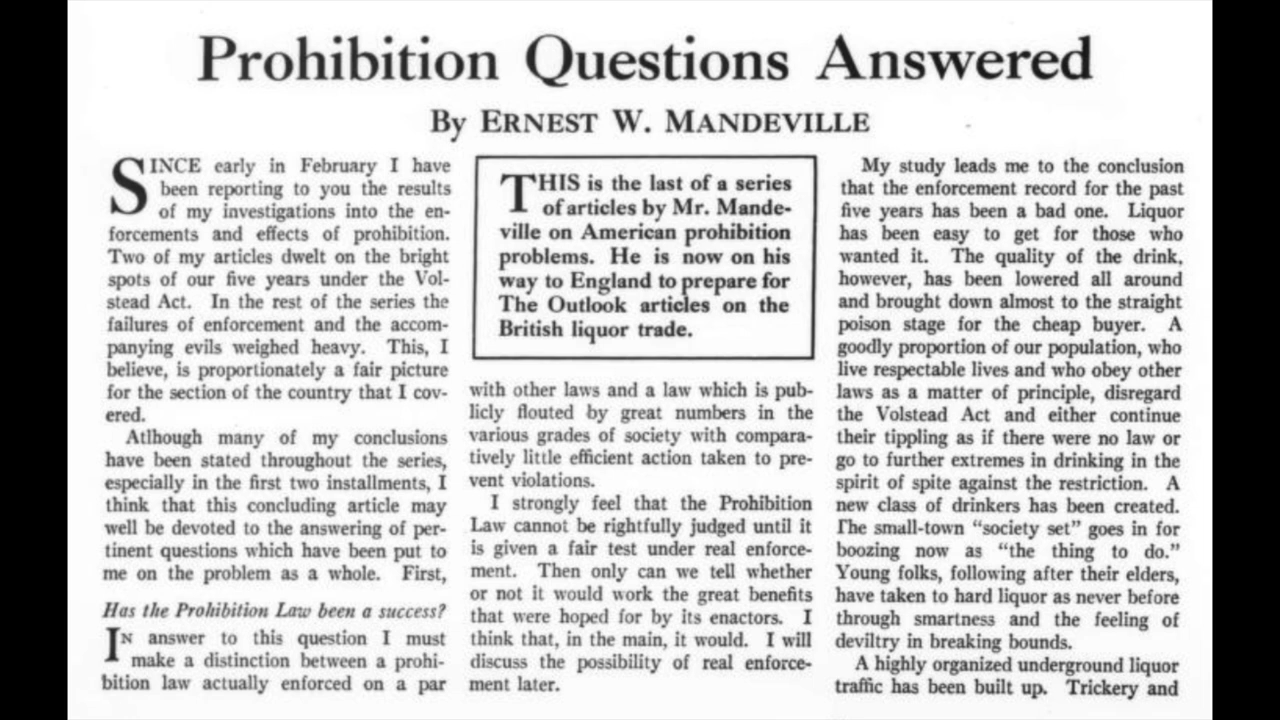 Prohibition Questions Answered
By ERNEST W. MANDEVILLE
SINCE early in February I have
been reporting to you the results
of my investigations into the en-
forcements and effects of prohibition.
Two of my articles dwelt on the bright
spots of our five years under the Vol-
stead Act. In the rest of the series the
failures of enforcement and the accom-
panying evils weighed heavy. This, I
believe, is proportionately a fair picture
for the section of the country that I cov-
ered.
Atlhough many of my conclusions
have been stated throughout the series,
especially in the first two installments, I
think that this concluding article may
well be devoted to the answering of per-
tinent questions which have been put to
me on the problem as a whole. First,
Has the Prohibition Law been a success?
IN answer to this question I must
make a distinction between a prohi-
bition law actually enforced on a par
THIS is the last of a series
of articles by Mr. Mande-
ville on American prohibition
problems. He is now on his
way to England to prepare for
The Outlook articles on the
British liquor trade.
with other laws and a law which is pub-
licly flouted by great numbers in the
various grades of society with compara-
tively little efficient action taken to pre-
vent violations.
I strongly feel that the Prohibition
Law cannot be rightfully judged until it
is given a fair test under real enforce-
ment. Then only can we tell whether
or not it would work the great benefits
that were hoped for by its enactors. I
think that, in the main, it would. I will
discuss the possibility of real enforce-
ment later.
My study leads me to the conclusion
that the enforcement record for the past
five years has been a bad one. Liquor
has been easy to get for those who
wanted it. The quality of the drink,
however, has been lowered all around
and brought down almost to the straight
poison stage for the cheap buyer. A
goodly proportion of our population, who
live respectable lives and who obey other
laws as a matter of principle, disregard
the Volstead Act and either continue
their tippling as if there were no law or
go to further extremes in drinking in the
spirit of spite against the restriction. A
new class of drinkers has been created.
The small-town “society set” goes in for
boozing now as “the thing to do.”
Young folks, following after their elders,
have taken to hard liquor as never before
through smartness and the feeling of
deviltry in breaking bounds.
A highly organized underground liquor
traffic has been built up. Trickery and